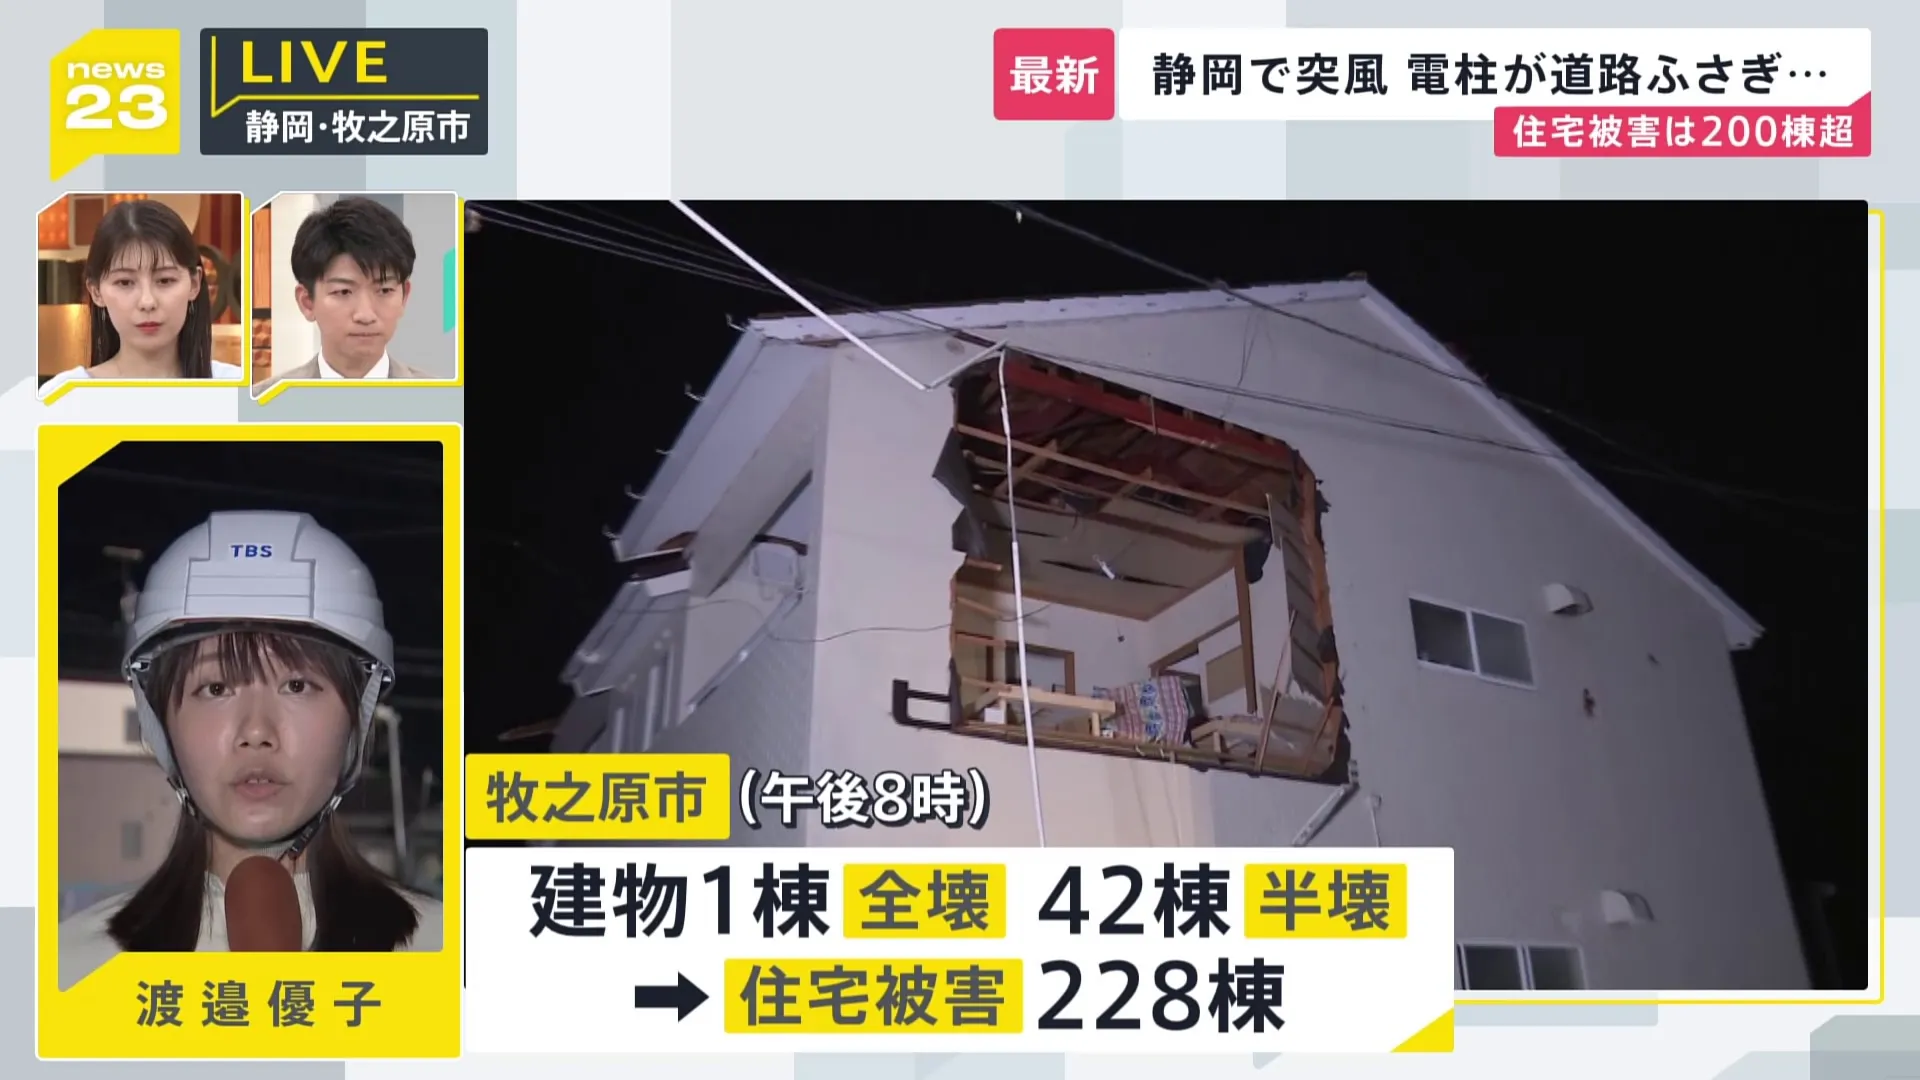 news
23
LIVE
静岡・牧之原市
最新
静岡で突風 電柱が道路ふさぎ…
住宅被害は200棟超
TBS
渡邉優子
牧之原市 (午後8時)
建物1棟 全壊 42棟 半壊
➡ 住宅被害 228棟